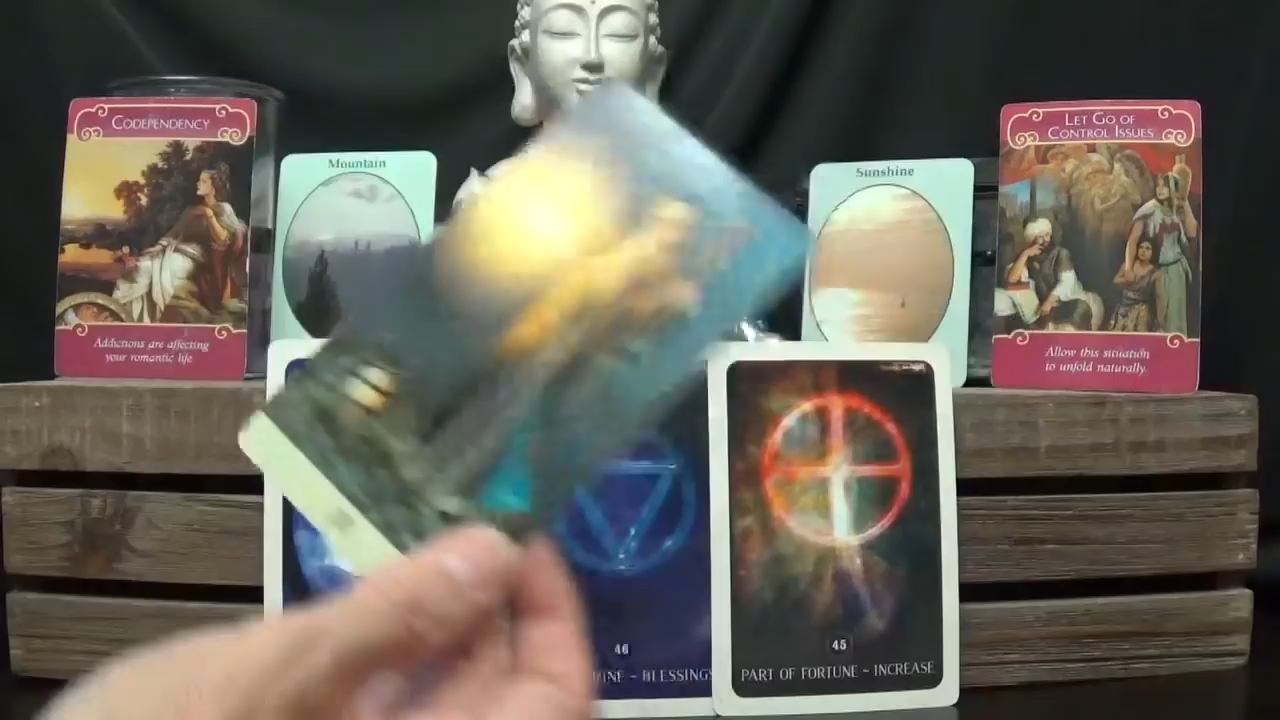 CODEPENDENCY
Addictions are affecting
your romantic life
Mountain
Sunshine
LET GO OF
CONTROL ISSUES
Allow this situation
to unfold naturally.
46
~ BLESSINGS
45
PART OF FORTUNE ~ INCREASE